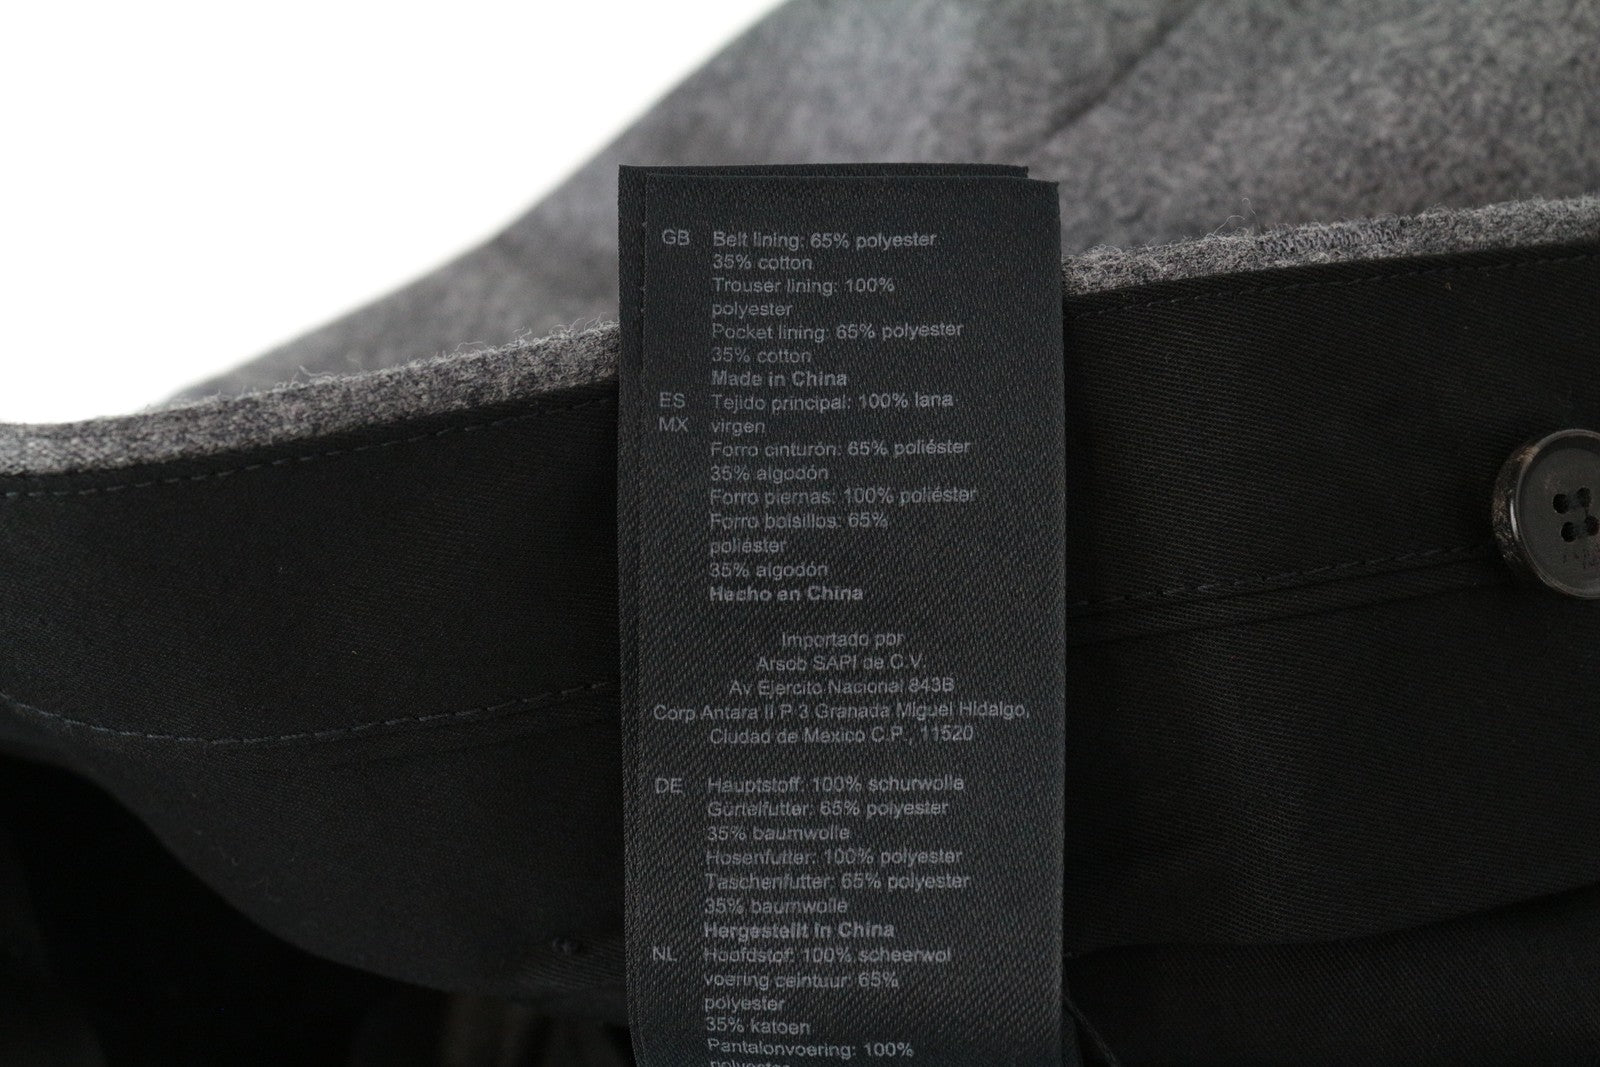 GB Belt lining: 65% polyester
35% cotton
Trouser lining: 100%
polyester
Pocket lining: 65% polyester
35% cotton
Made in China
ES Tejido principal: 100% lana
MX virgen
Forro cinturón: 65% poliéster
35% algodón
Forro piernas: 100% poliéster
Forro bolsillos: 65%
poliéster
35% algodón
Hecho en China
Importado por
Arsob SAPI de C.V.
Av Ejercito Nacional 843B
Corp Antara II P 3 Granada Miguel Hidalgo,
Ciudad de Mexico C.P., 11520
DE Hauptstoff: 100% schurwolle
Gürtelfutter: 65% polyester
35% baumwolle
Hosenfutter: 100% polyester
Taschenfutter: 65% polyester
35% baumwolle
Hergestellt in China
NL Hoofdstof: 100% scheerwol
voering ceintuur: 65%
polyester
35% katoen
Pantalonvoering: 100%
polyester